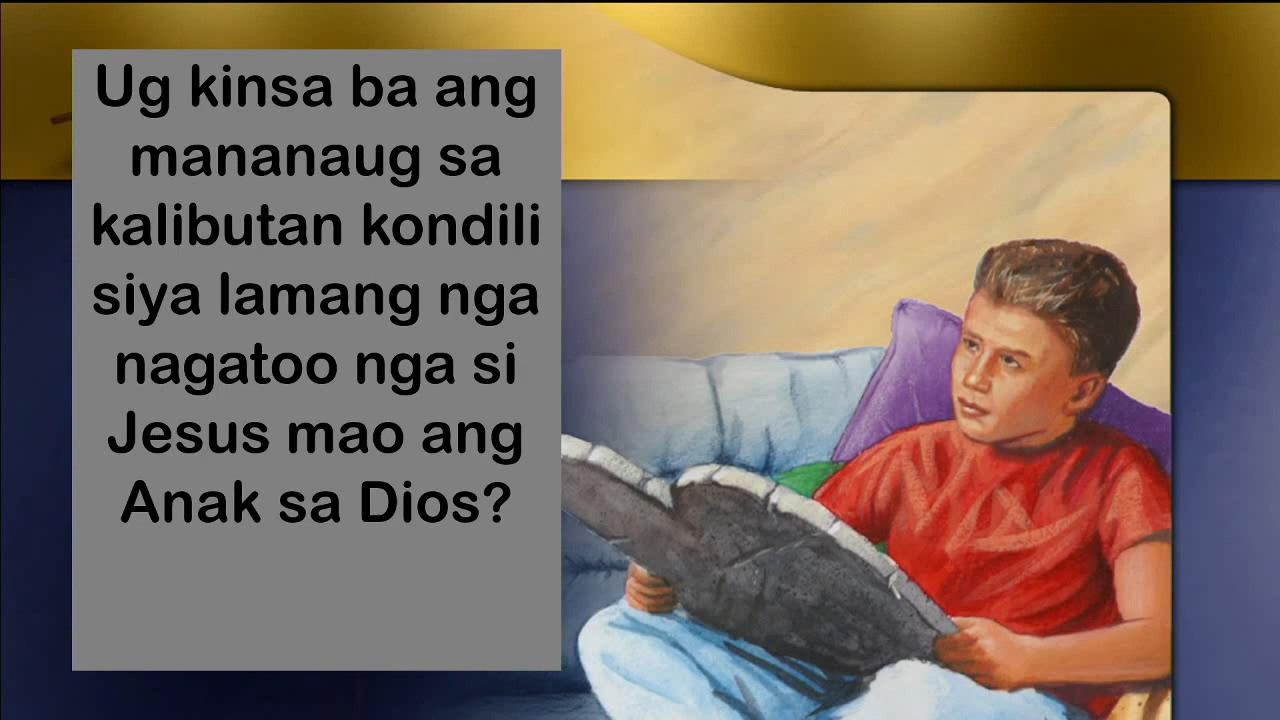 Ug kinsa ba ang
mananaug sa
kalibutan kondili
siya lamang nga
nagatoo nga si
Jesus mao ang
Anak sa Dios?